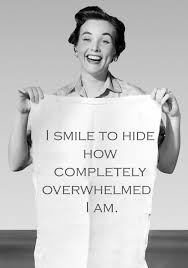 I SMILE TO HIDE
HOW
COMPLETELY
OVERWHELMED
I AM.